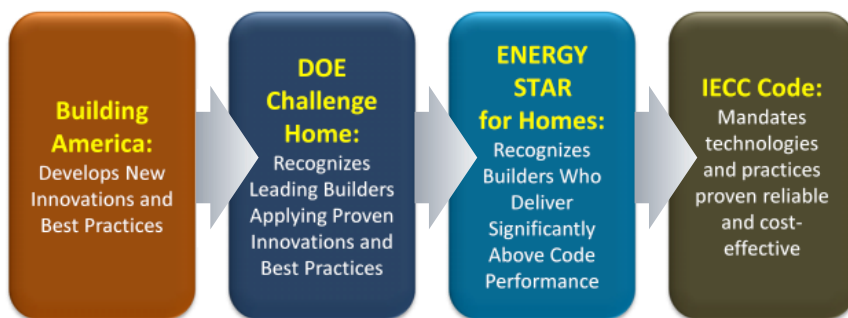 Building
America:
Develops New
Innovations and
Best Practices
DOE
Challenge
Home:
Recognizes
Leading Builders
Applying Proven
Innovations and
Best Practices
ENERGY
STAR
for Homes:
Recognizes
Builders Who
Deliver
Significantly
Above Code
Performance
IECC Code:
Mandates
technologies
and practices
proven reliable
and cost-
effective